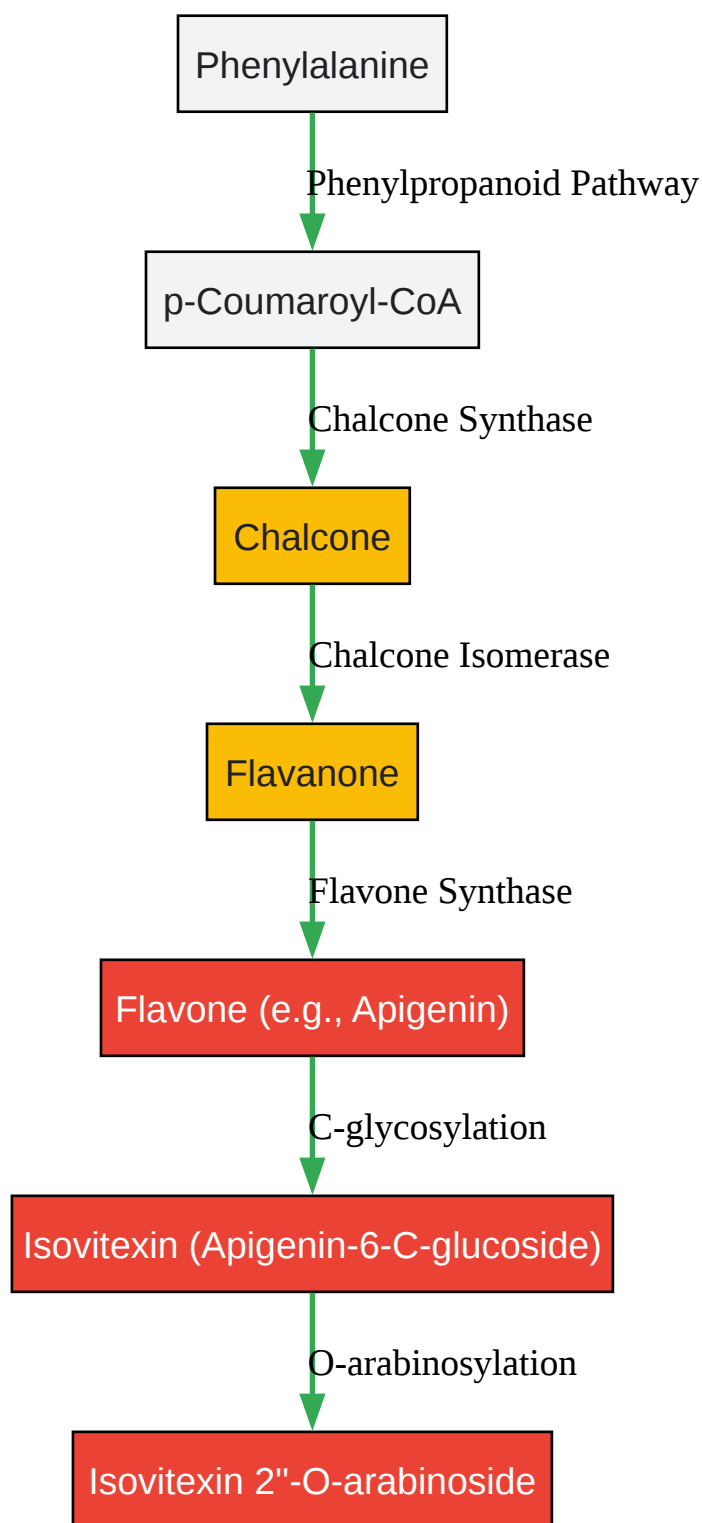 Phenylalanine
Phenylpropanoid Pathway
p-Coumaroyl-CoA
Chalcone Synthase
Chalcone
Chalcone Isomerase
Flavanone
Flavone Synthase
Flavone (e.g., Apigenin)
C-glycosylation
Isovitexin (Apigenin-6-C-glucoside)
O-arabinosylation
Isovitexin 2"-O-arabinoside